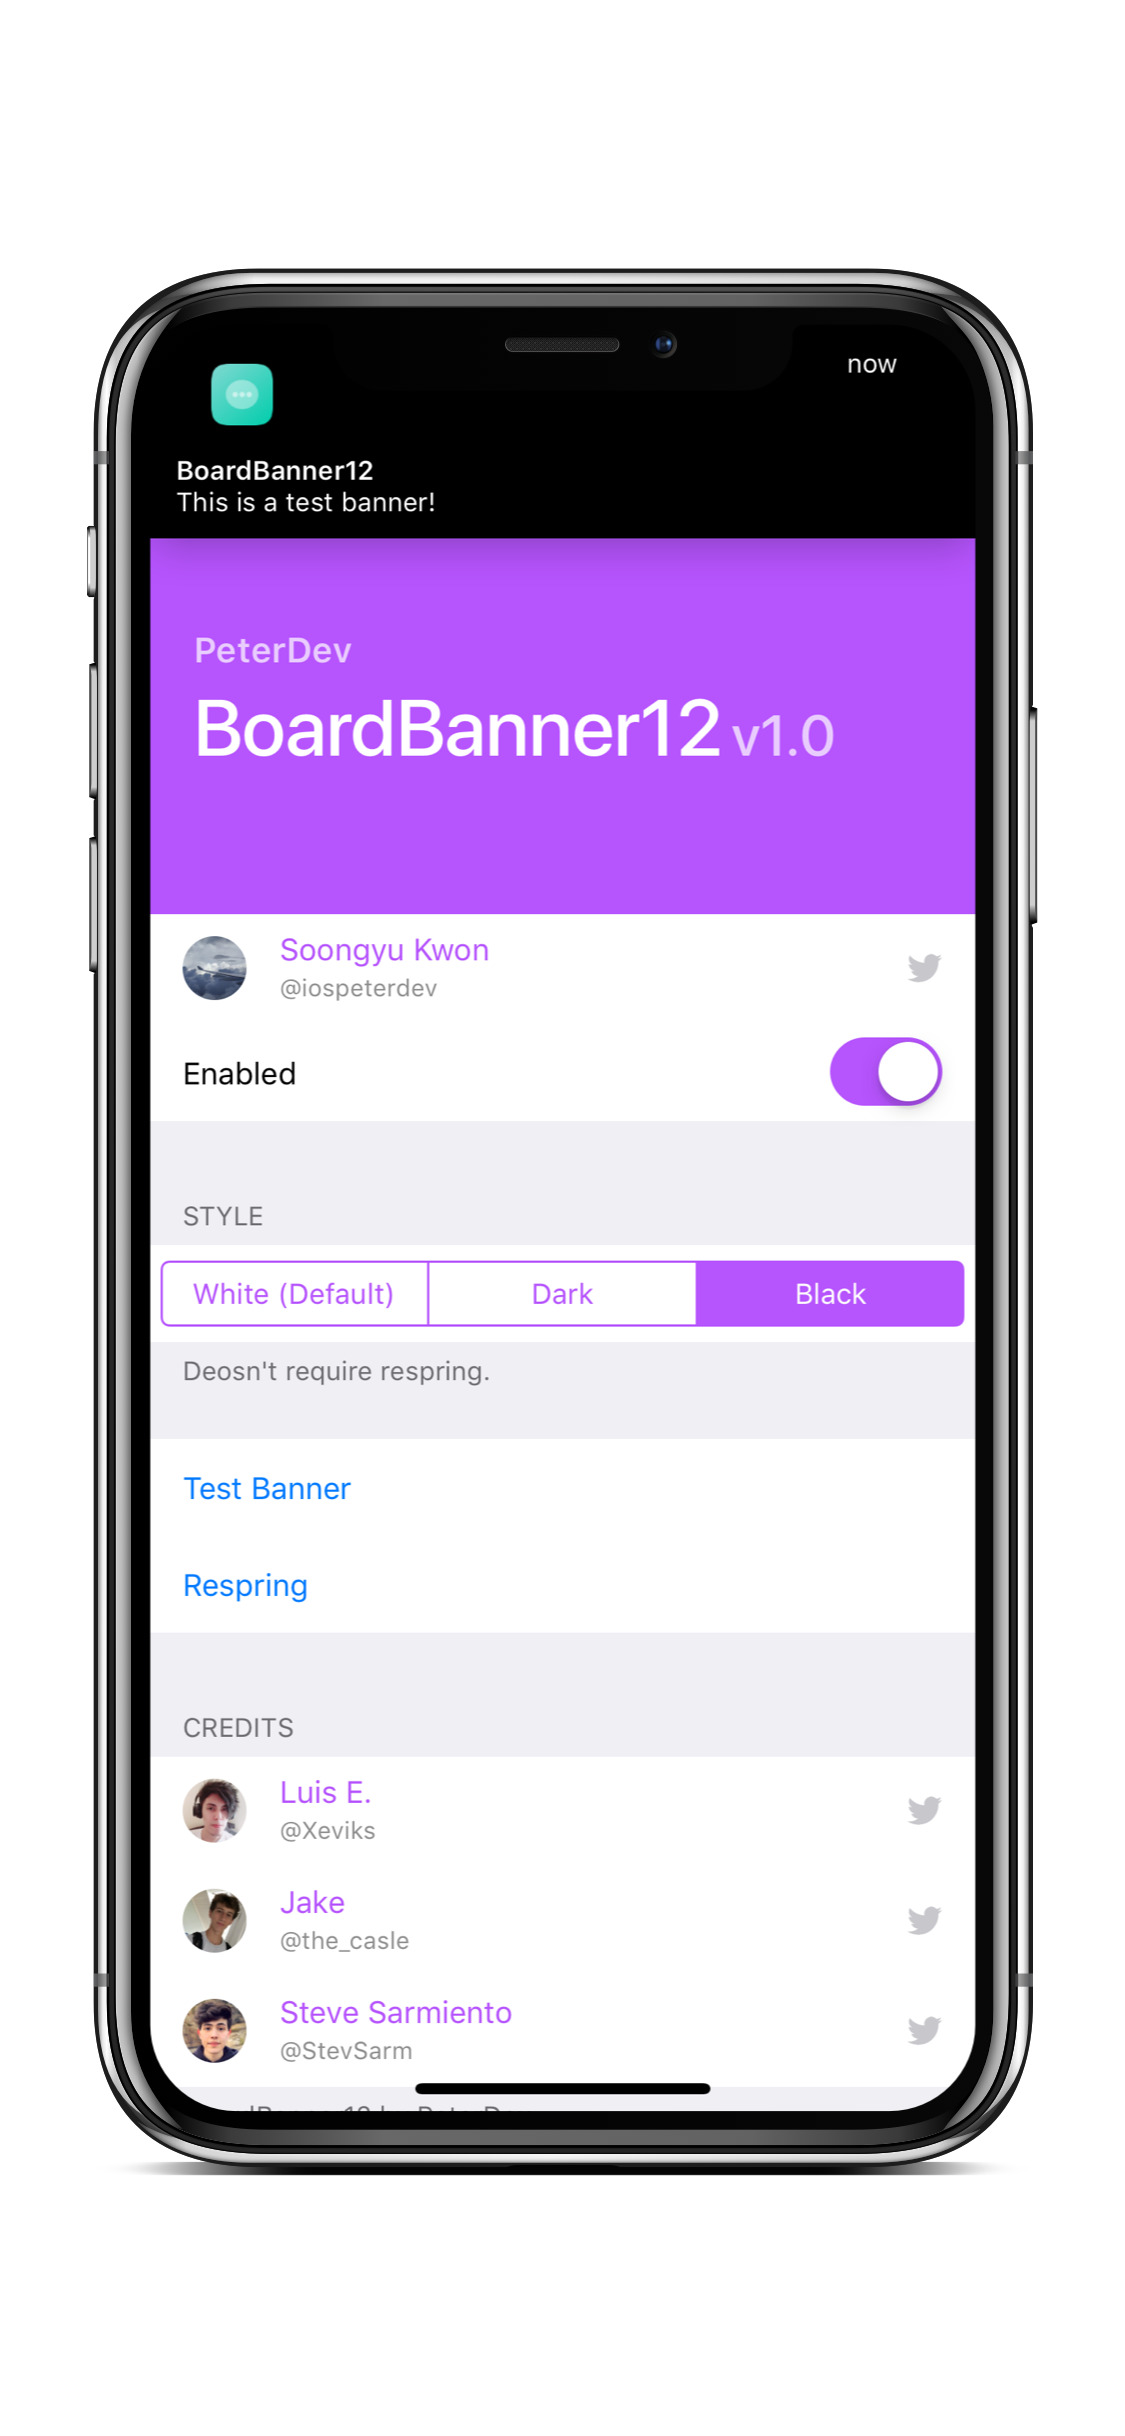 now
BoardBanner12
This is a test banner!
PeterDev
BoardBanner12 v1.0
Soongyu Kwon
@iospeterdev
Enabled
STYLE
White (Default)
Dark
Black
Deosn't require respring.
Test Banner
Respring
CREDITS
Luis E.
@Xeviks
Jake
@the_casle
Steve Sarmiento
@StevSarm